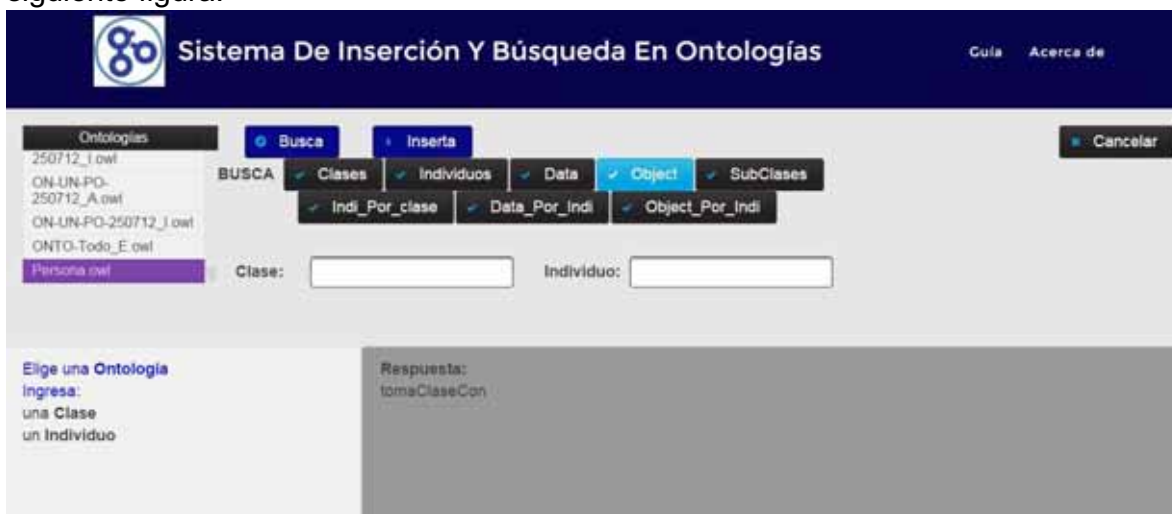 siguiente figura.
Sistema De Inserción Y Búsqueda En Ontologías
Guía Acerca de
Ontologías
250712_I.owl
ON-UN-PO-
250712_A.owl
ON-UN-PO-250712_I.owl
ONTO-Todo_E.owl
Persona.owl
Busca Inserta Cancelar
BUSCA Clases Individuos Data Object SubClases
Indi_Por_clase Data_Por_Indi Object_Por_Indi
Clase: Individuo:
Elige una Ontología
Ingresa:
una Clase
un Individuo
Respuesta:
tomaClaseCon